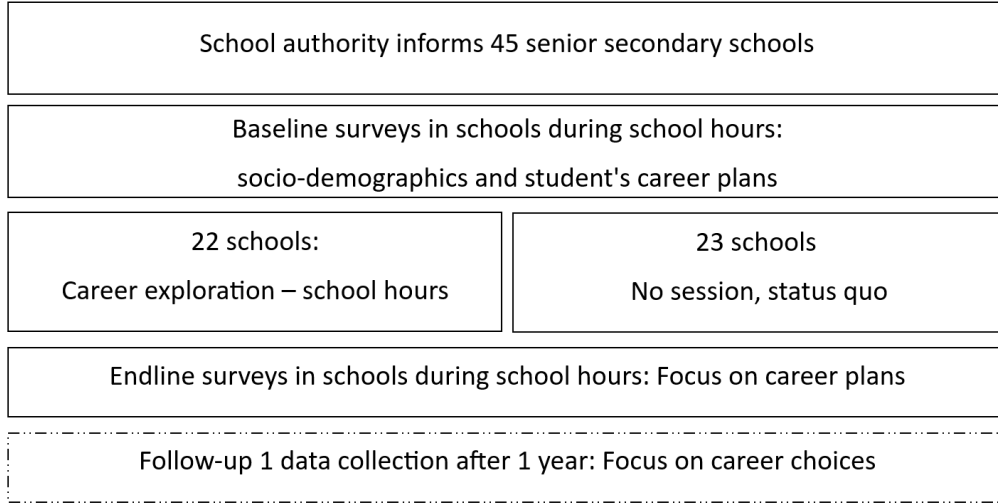 School authority informs 45 senior secondary schools
Baseline surveys in schools during school hours:
socio-demographics and student's career plans
22 schools:
Career exploration – school hours
23 schools
No session, status quo
Endline surveys in schools during school hours: Focus on career plans
Follow-up 1 data collection after 1 year: Focus on career choices